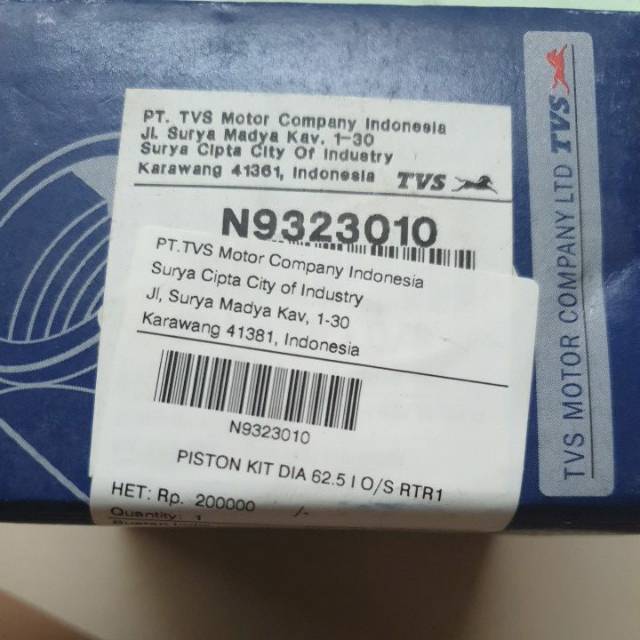 PT. TVS Motor Company Indonesia
Jl. Surya Madya Kav. 1-30
Surya Cipta City Of Industry
Karawang 41361, Indonesia TVS
N9323010
PT.TVS Motor Company Indonesia
Surya Cipta City of Industry
Jl, Surya Madya Kav, 1-30
Karawang 41381, Indonesia
N9323010
PISTON KIT DIA 62.5 I O/S RTR1
HET: Rp. 200000 /-
Quantity 1
TVS MOTOR COMPANY LTD TVS